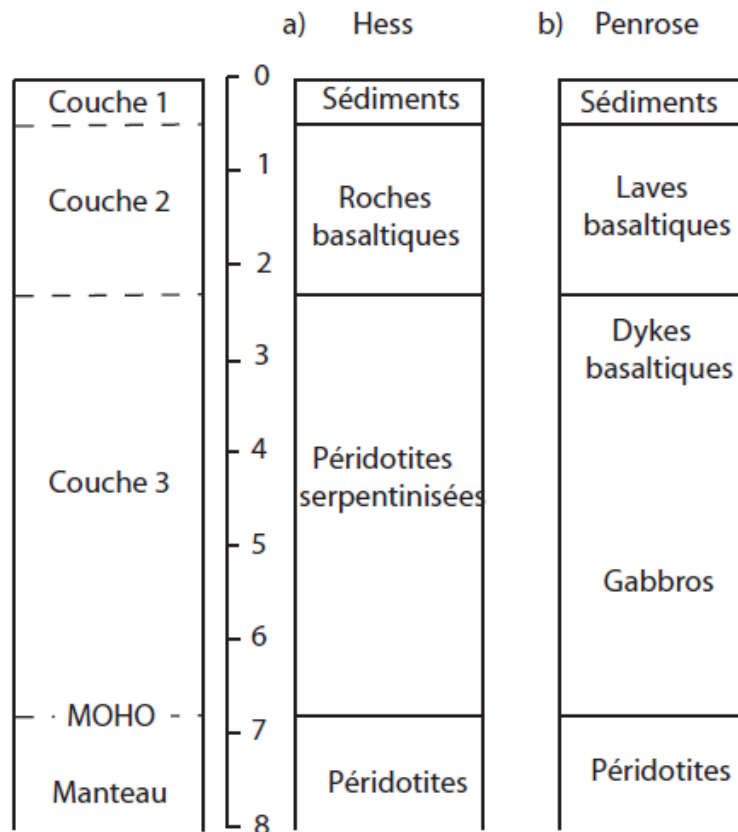 a) Hess b) Penrose
Couche 1
Couche 2
Couche 3
MOHO
Manteau
0
1
2
3
4
5
6
7
8
Sédiments
Roches
basaltiques
Péridotites
serpentinisées
Péridotites
Sédiments
Laves
basaltiques
Dykes
basaltiques
Gabbros
Péridotites